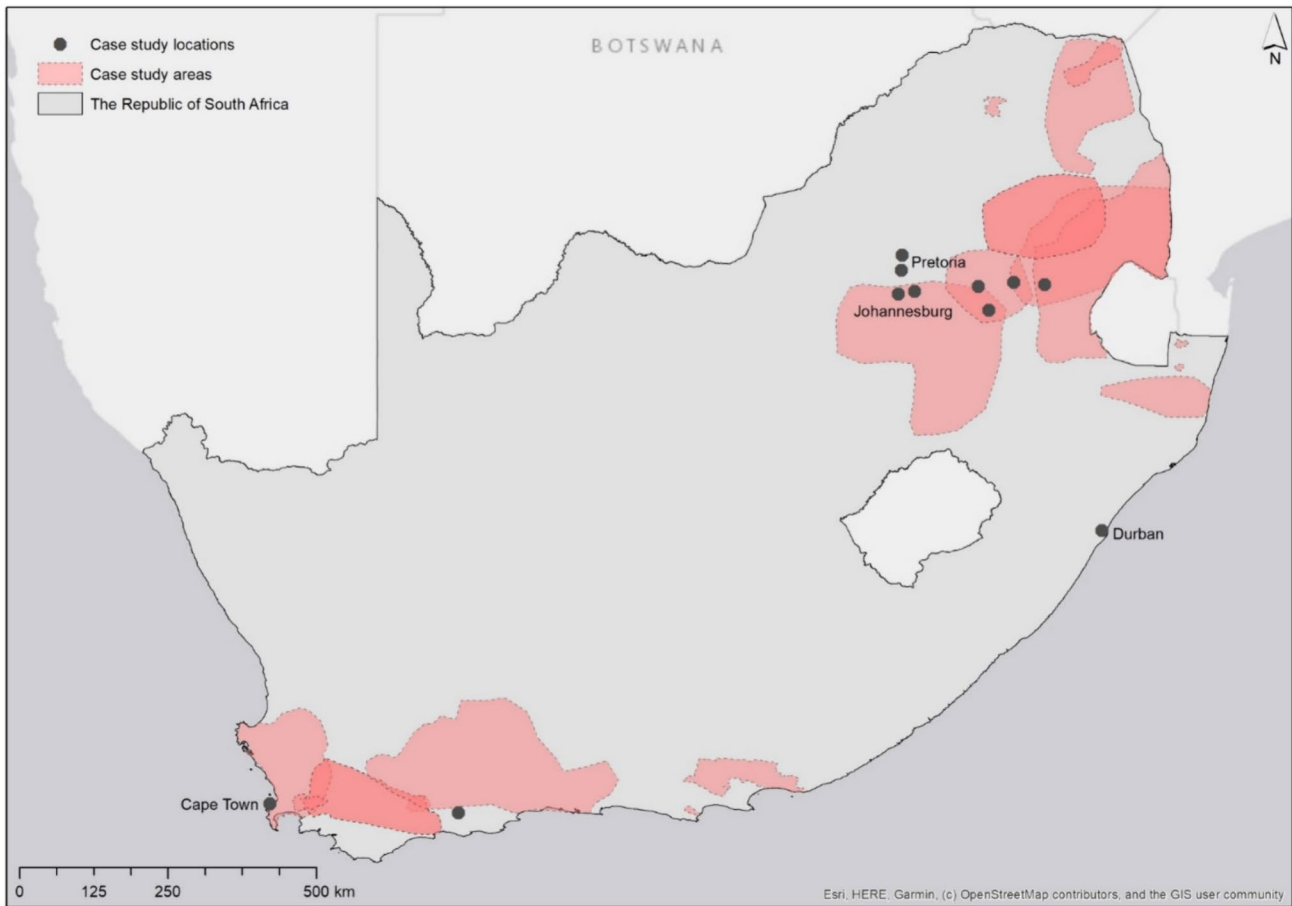 BOTSWANA
Case study locations
Case study areas
The Republic of South Africa
N
Pretoria
Johannesburg
Durban
Cape Town
0 125 250 500 km
Esri, HERE, Garmin, (c) OpenStreetMap contributors, and the GIS user community